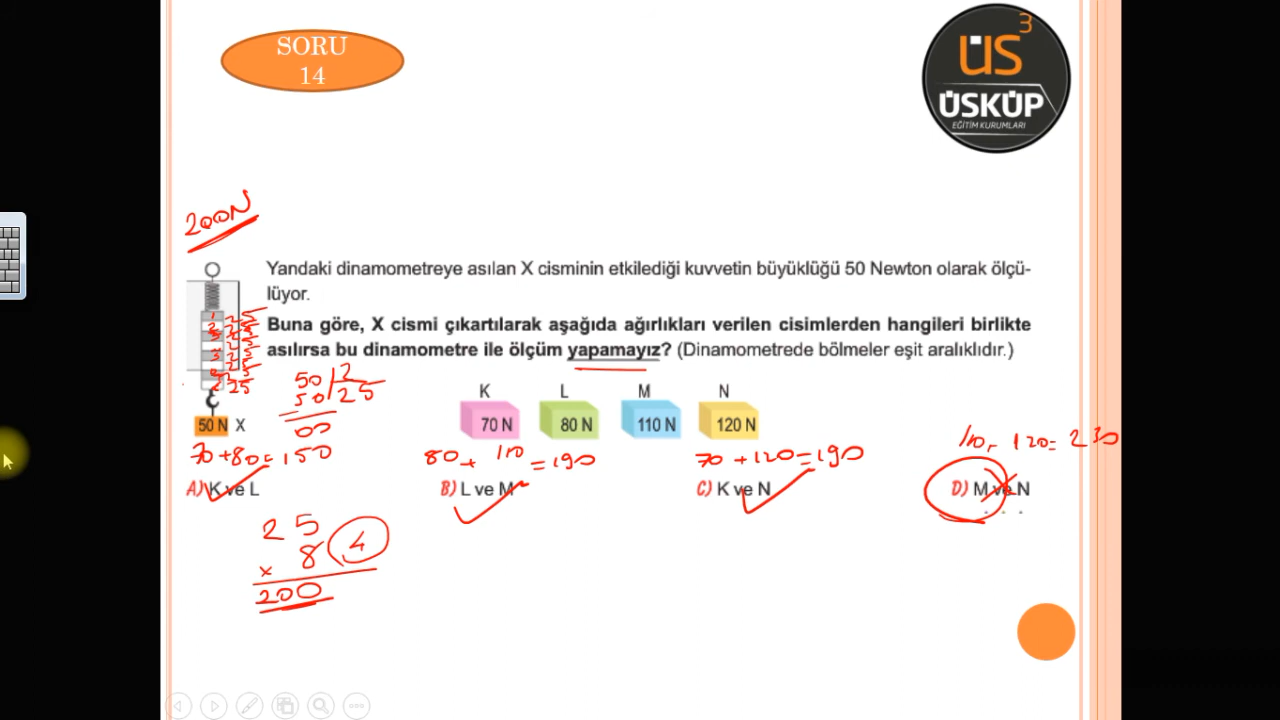 SORU
14
3
ÜS
ÜSKÜP
EĞİTİM KURUMLARI
200N
Yandaki dinamometreye asılan X cisminin etkilediği kuvvetin büyüklüğü 50 Newton olarak ölçü-
lüyor.
Buna göre, X cismi çıkartılarak aşağıda ağırlıkları verilen cisimlerden hangileri birlikte
asılırsa bu dinamometre ile ölçüm yapamayız? (Dinamometrede bölmeler eşit aralıklıdır.)
50 2
50 25
00
K L M N
70 N 80 N 110 N 120 N
50 N X
70+80=150 80+110=190 70+120=190 120=230
A) K ve L B) L ve M C) K ve N D) M ve N
25
x 8 4
200